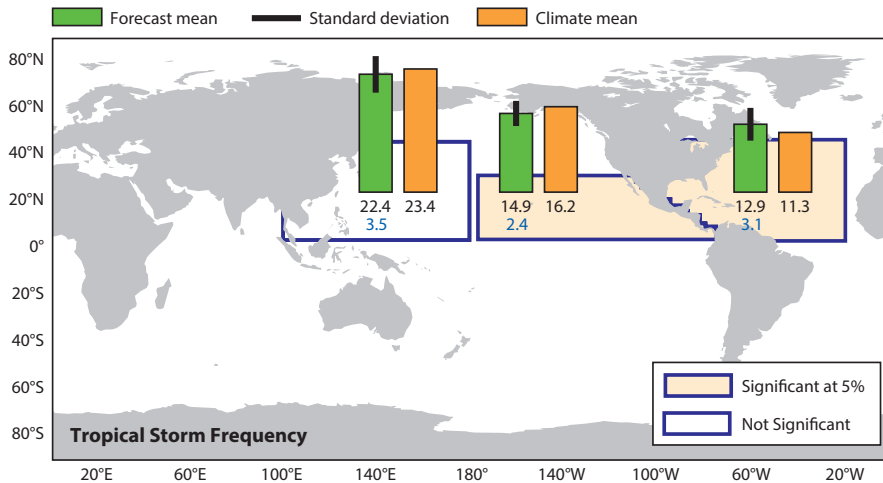 Forecast mean Standard deviation Climate mean
80°N
60°N
40°N
20°N
0°
20°S
40°S
60°S
80°S
22.4 23.4
3.5
14.9 16.2
2.4
12.9 11.3
3.1
Significant at 5%
Not Significant
Tropical Storm Frequency
20°E 60°E 100°E 140°E 180° 140°W 100°W 60°W 20°W